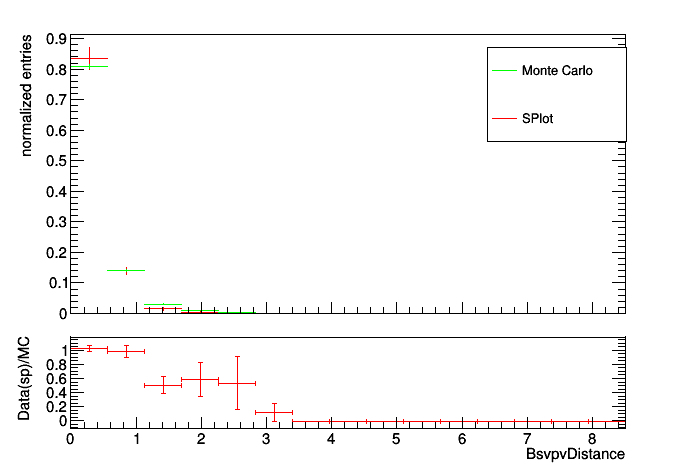 normalized entries
0.9
0.8
0.7
0.6
0.5
0.4
0.3
0.2
0.1
0
Monte Carlo
SPlot
Data(sp)/MC
1
0.8
0.6
0.4
0.2
0
0 1 2 3 4 5 6 7 8
BsvpvDistance